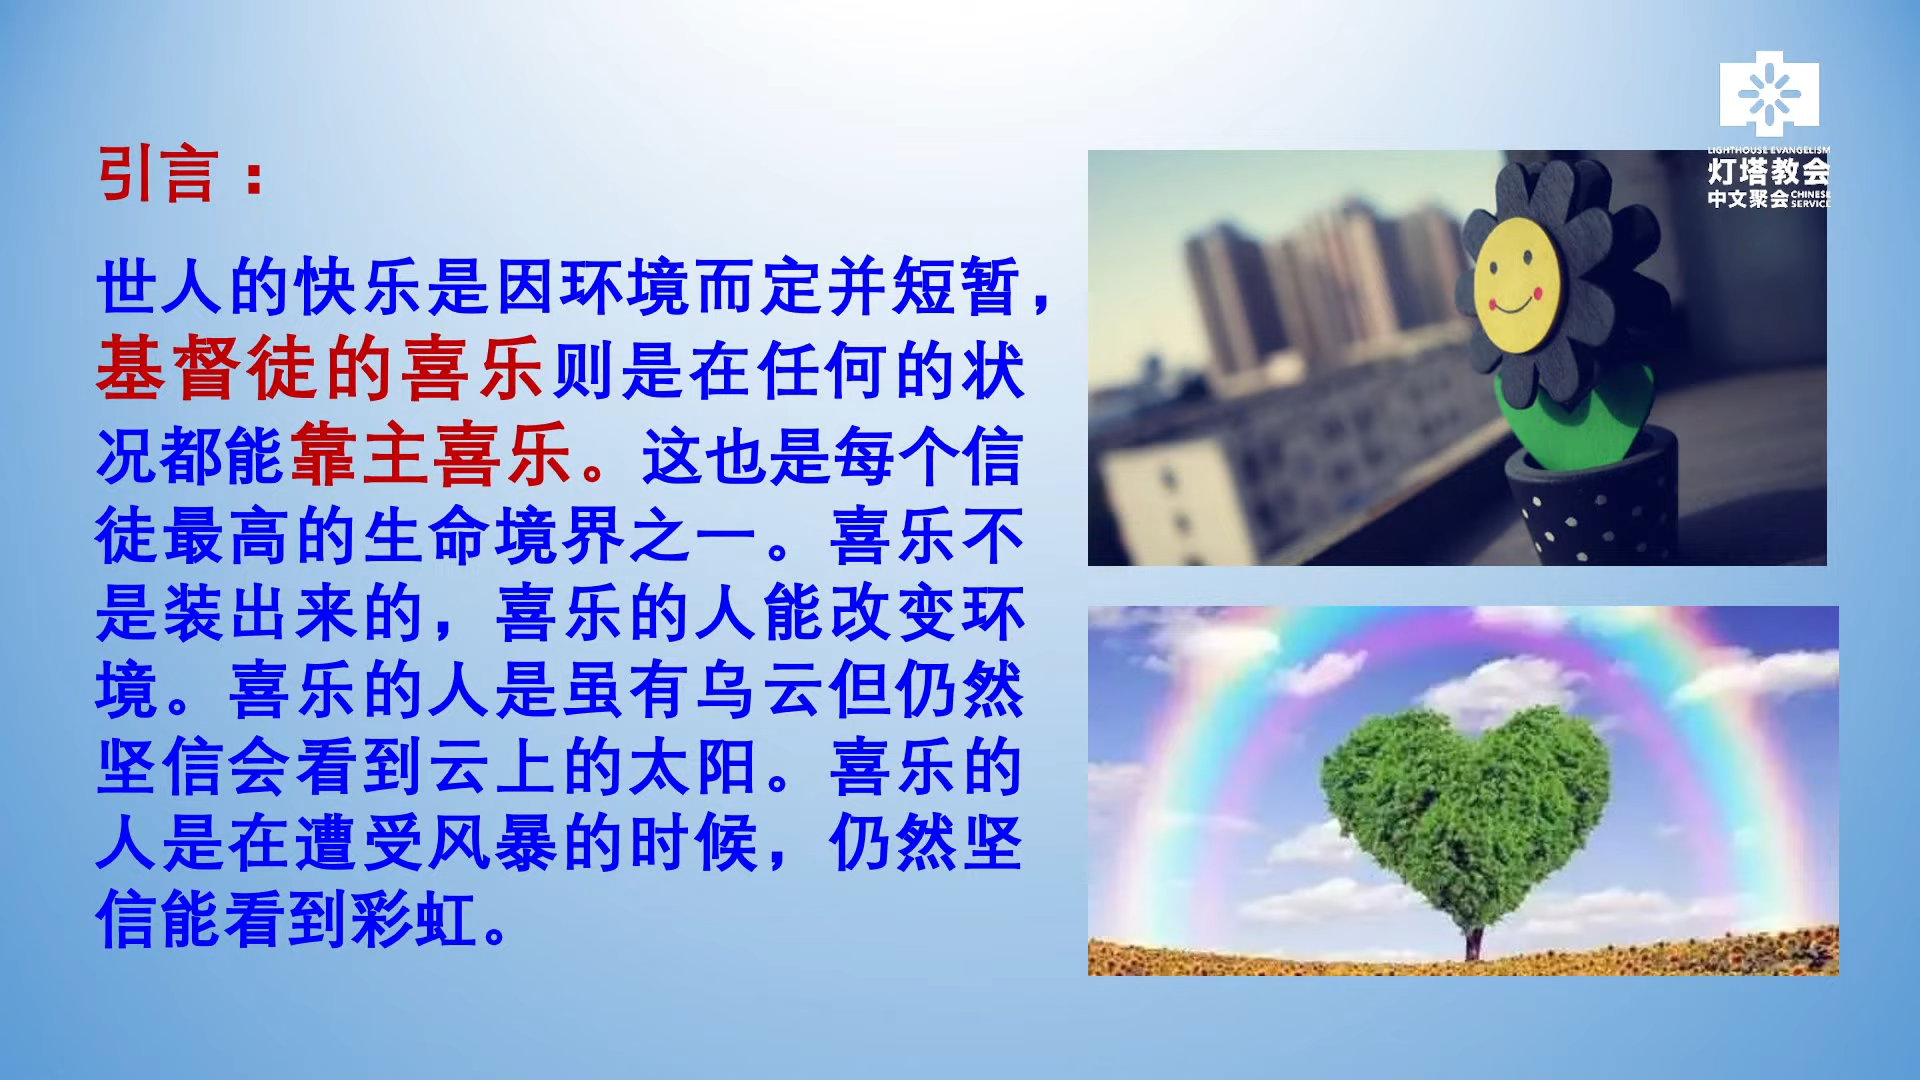 引言：
世人的快乐是因环境而定并短暂，
基督徒的喜乐则是在任何的状
况都能靠主喜乐。这也是每个信
徒最高的生命境界之一。喜乐不
是装出来的，喜乐的人能改变环
境。喜乐的人是虽有乌云但仍然
坚信会看到云上的太阳。喜乐的
人是在遭受风暴的时候，仍然坚
信能看到彩虹。
LIGHTHOUSE EVANGELISM
灯塔教会
中文聚会 CHINESE SERVICE